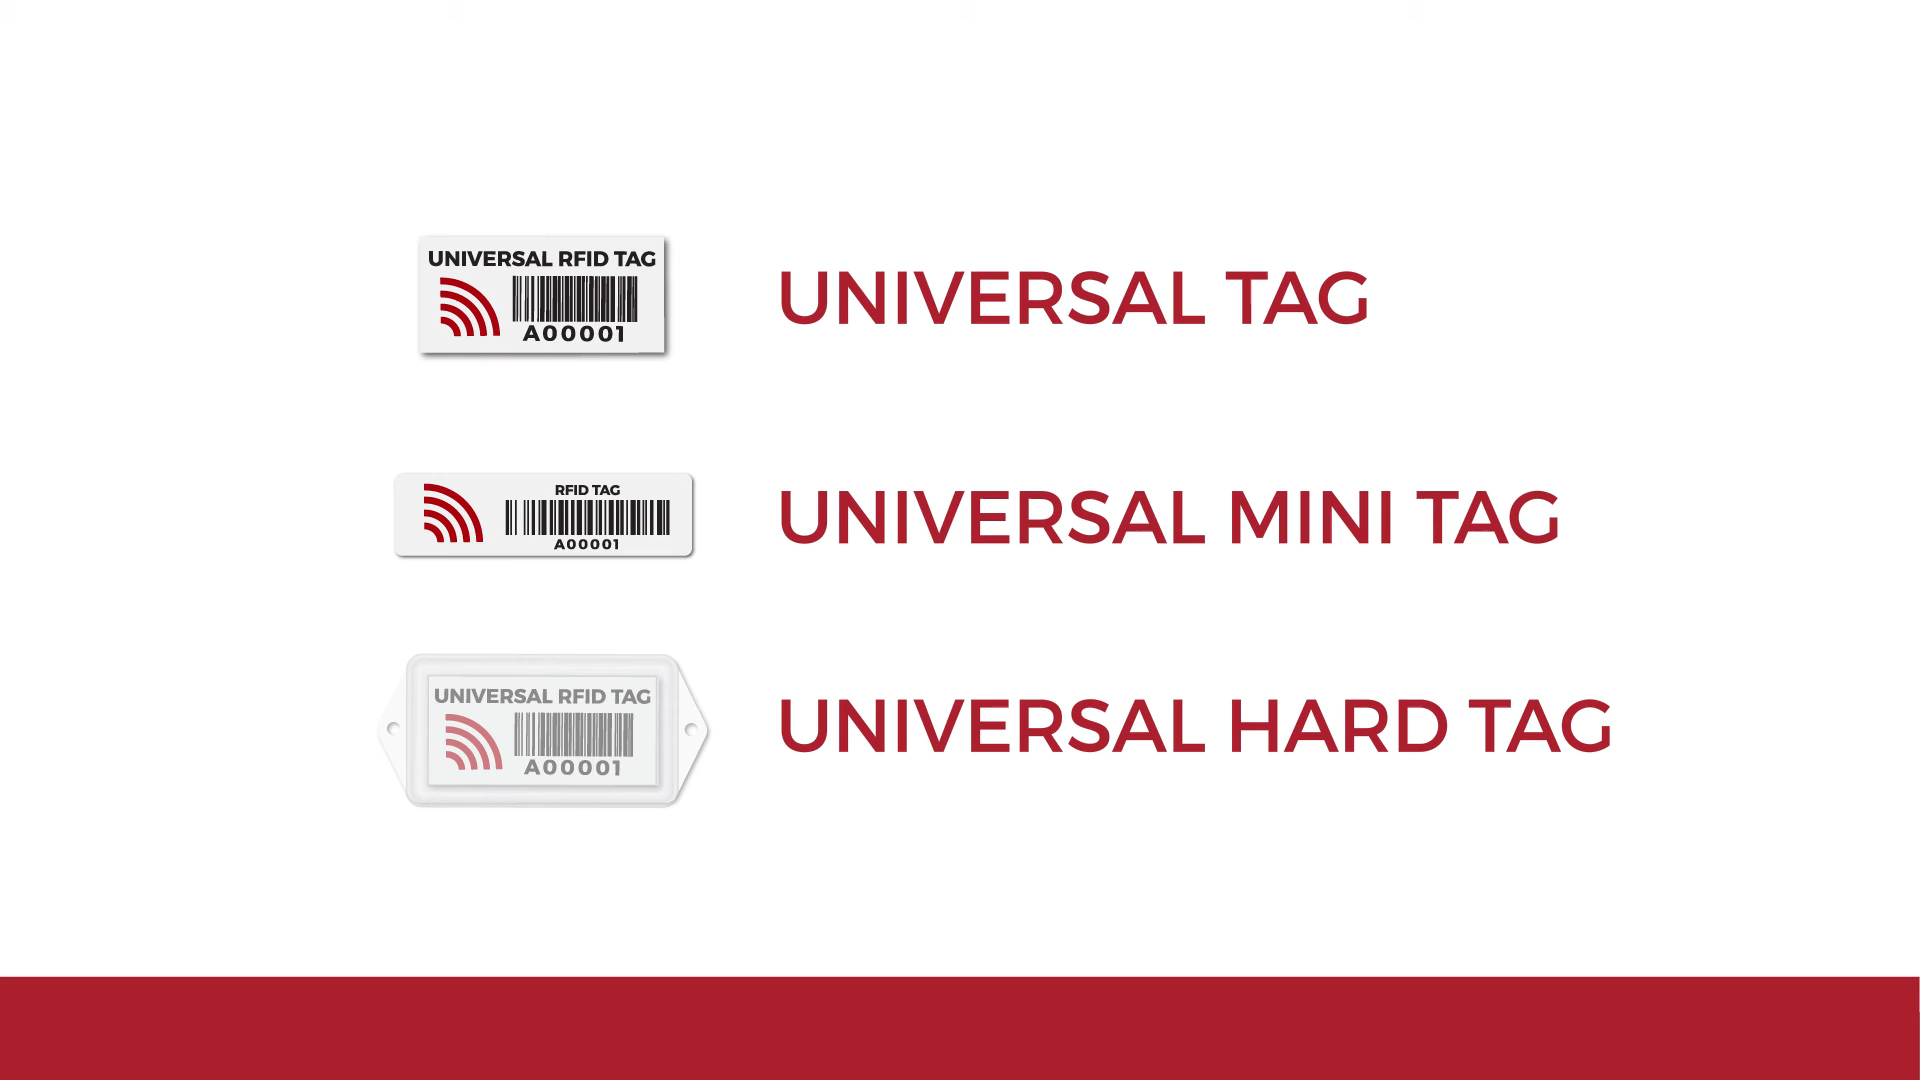 UNIVERSAL RFID TAG
A00001
UNIVERSAL TAG
RFID TAG
A00001
UNIVERSAL MINI TAG
UNIVERSAL RFID TAG
A00001
UNIVERSAL HARD TAG